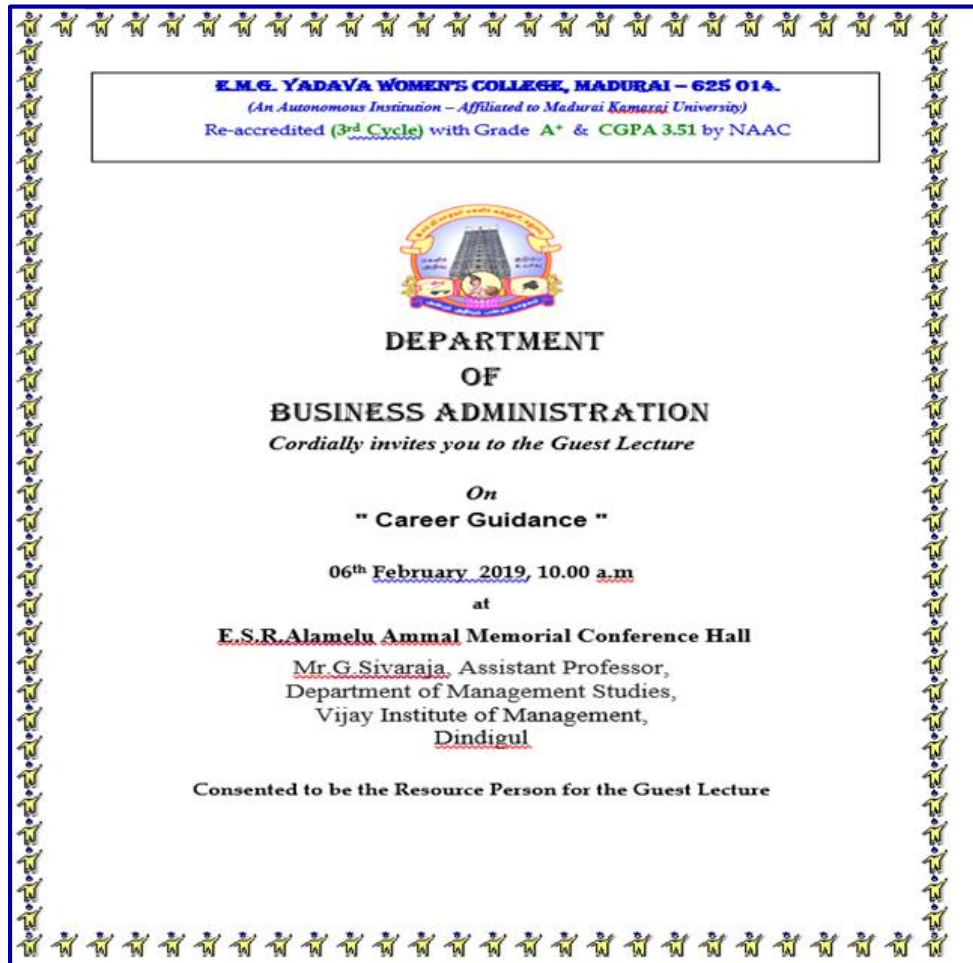 E.M.G. YADAVA WOMEN'S COLLEGE, MADURAI – 625 014.
(An Autonomous Institution – Affiliated to Madurai Kamaraj University)
Re-accredited (3rd Cycle) with Grade A+ & CGPA 3.51 by NAAC
மகளிர்
அறிவு
DEPARTMENT
OF
BUSINESS ADMINISTRATION
Cordially invites you to the Guest Lecture
On
" Career Guidance "
06th February 2019, 10.00 a.m
at
E.S.R.Alamelu Ammal Memorial Conference Hall
Mr.G.Sivaraja, Assistant Professor,
Department of Management Studies,
Vijay Institute of Management,
Dindigul
Consented to be the Resource Person for the Guest Lecture